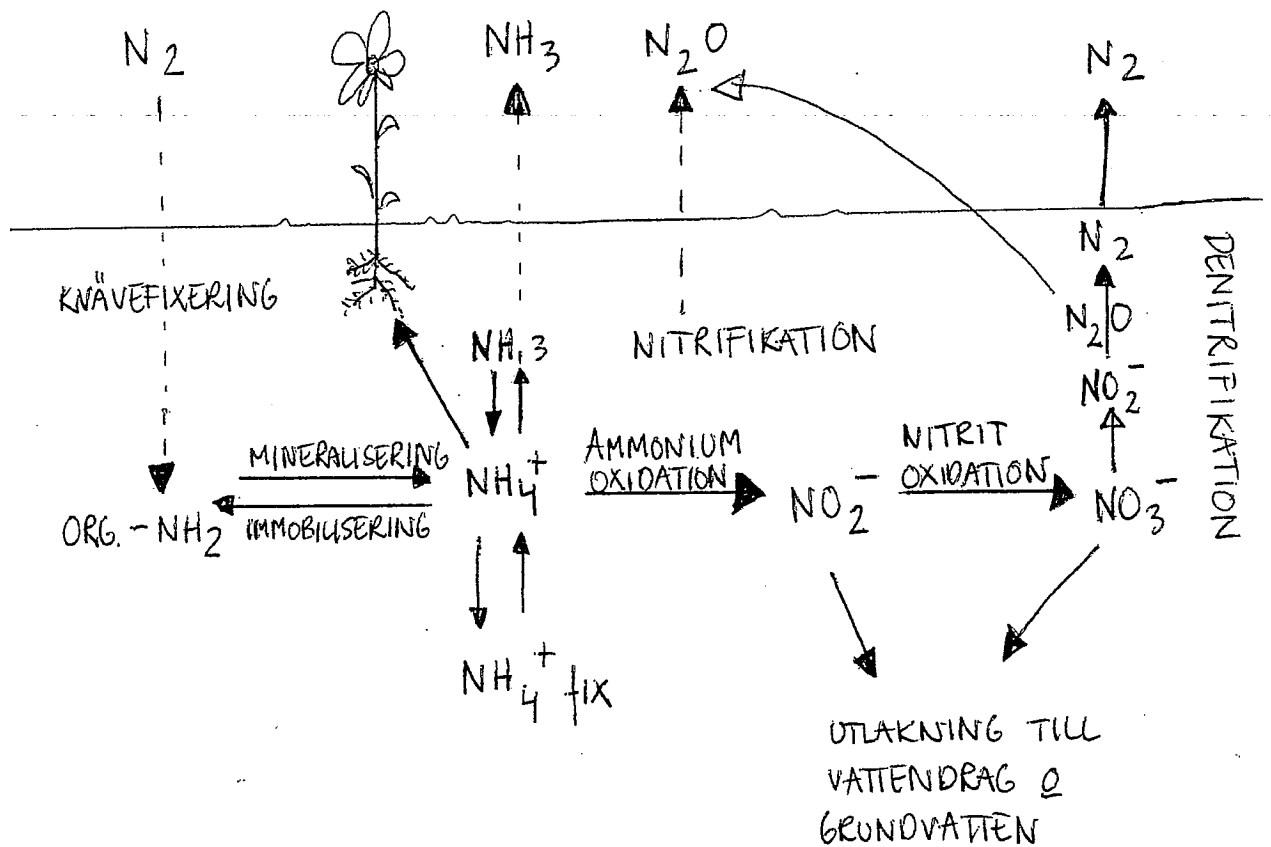 N₂ NH₃ N₂O N₂
KNÄVEFIXERING
NH₃
NITRIFIKATION
N₂
N₂O
NO₂⁻
DENITRIFIKATION
MINERALISERING
IMMOBILISERING
ORG.-NH₂
NH₄⁺
AMMONIUM
OXIDATION
NO₂⁻
NITRIT
OXIDATION
NO₃⁻
NH₄⁺ fix
UTLAKNING TILL
VATTENDRAG O
GRUNDVATTEN